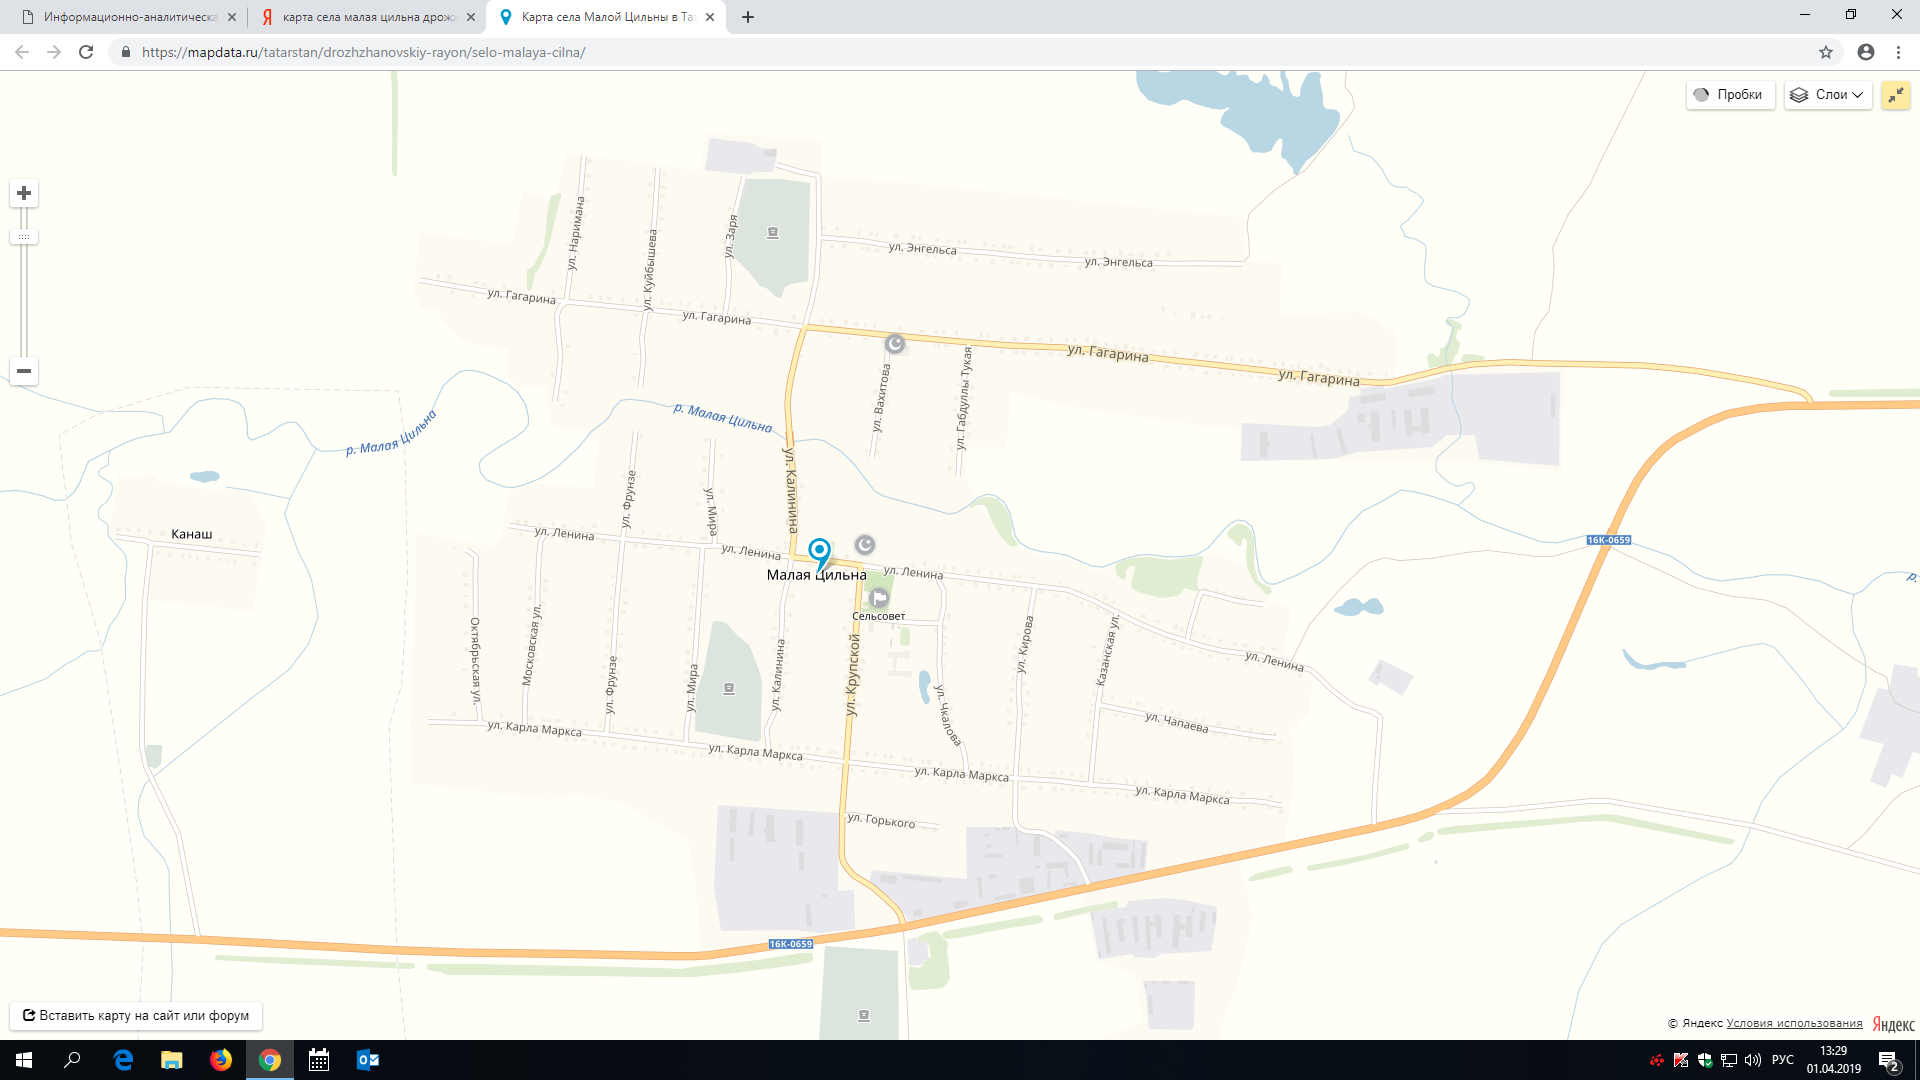 Информационно-аналитическа
карта села малая цильна дрожж
Карта села Малой Цильны в Тат
https://mapdata.ru/tatarstan/drozhzhanovskiy-rayon/selo-malaya-cilna/
Пробки
Слои
ул. Наримана
ул. Куйбышева
ул. Заря
ул. Энгельса
ул. Энгельса
ул. Гагарина
ул. Гагарина
ул. Гагарина
ул. Гагарина
ул. Вахитова
ул. Габдуллы Тукая
р. Малая Цильна
р. Малая Цильна
ул. Калинина
ул. Фрунзе
ул. Мира
Канаш
ул. Ленина
ул. Ленина
ул. Ленина
16К-0659
р.
Малая Цильна
Сельсовет
Октябрьская ул.
Московская ул.
ул. Фрунзе
ул. Мира
ул. Калинина
ул. Крупской
ул. Чкалова
ул. Кирова
Казанская ул.
ул. Ленина
ул. Чапаева
ул. Карла Маркса
ул. Карла Маркса
ул. Карла Маркса
ул. Карла Маркса
ул. Горького
16К-0659
Вставить карту на сайт или форум
© Яндекс Условия использования Яндекс
РУС
13:29
01.04.2019
2